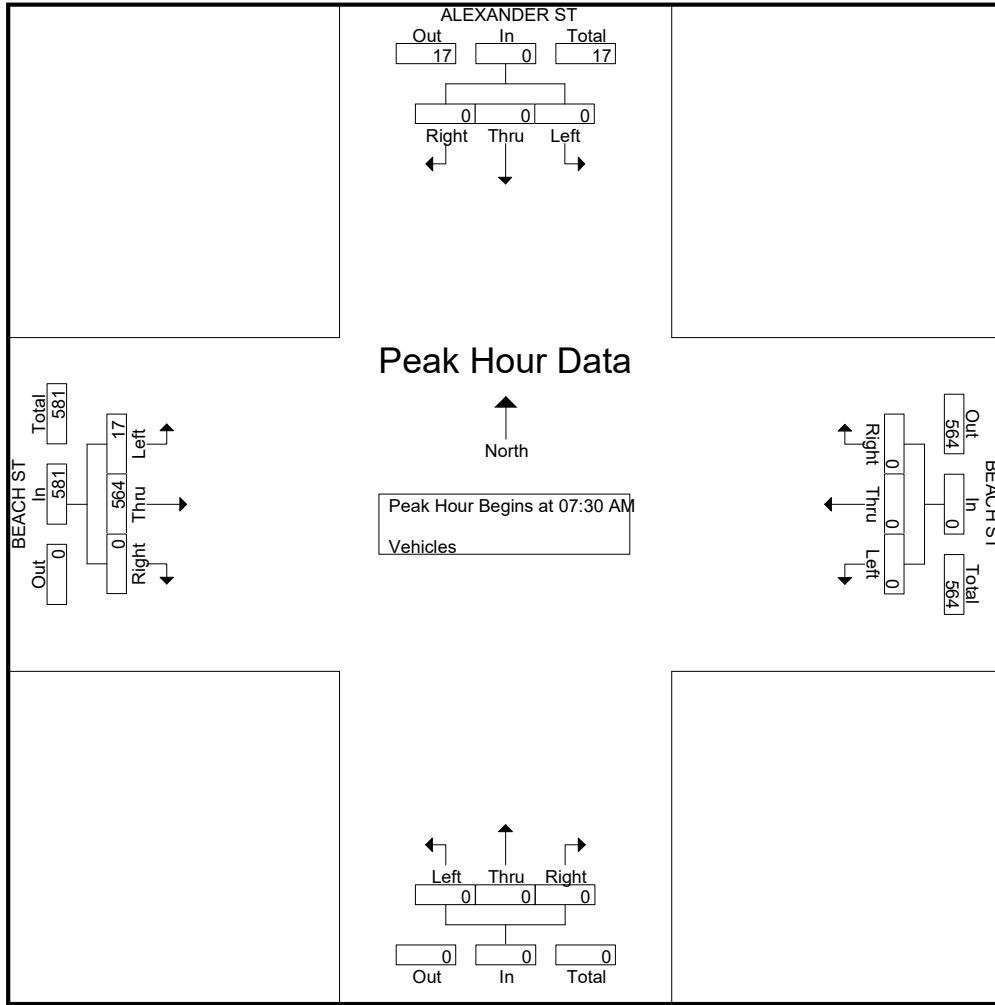 ALEXANDER ST
Out In Total
17 0 17
0 0 0
Right Thru Left
Peak Hour Data
North
Peak Hour Begins at 07:30 AM
Vehicles
BEACH ST
Out In Total
0 581 581
Right Thru Left
0 564 17
BEACH ST
Out In Total
564 0 564
Right Thru Left
0 0 0
Left Thru Right
0 0 0
0 0 0
Out In Total